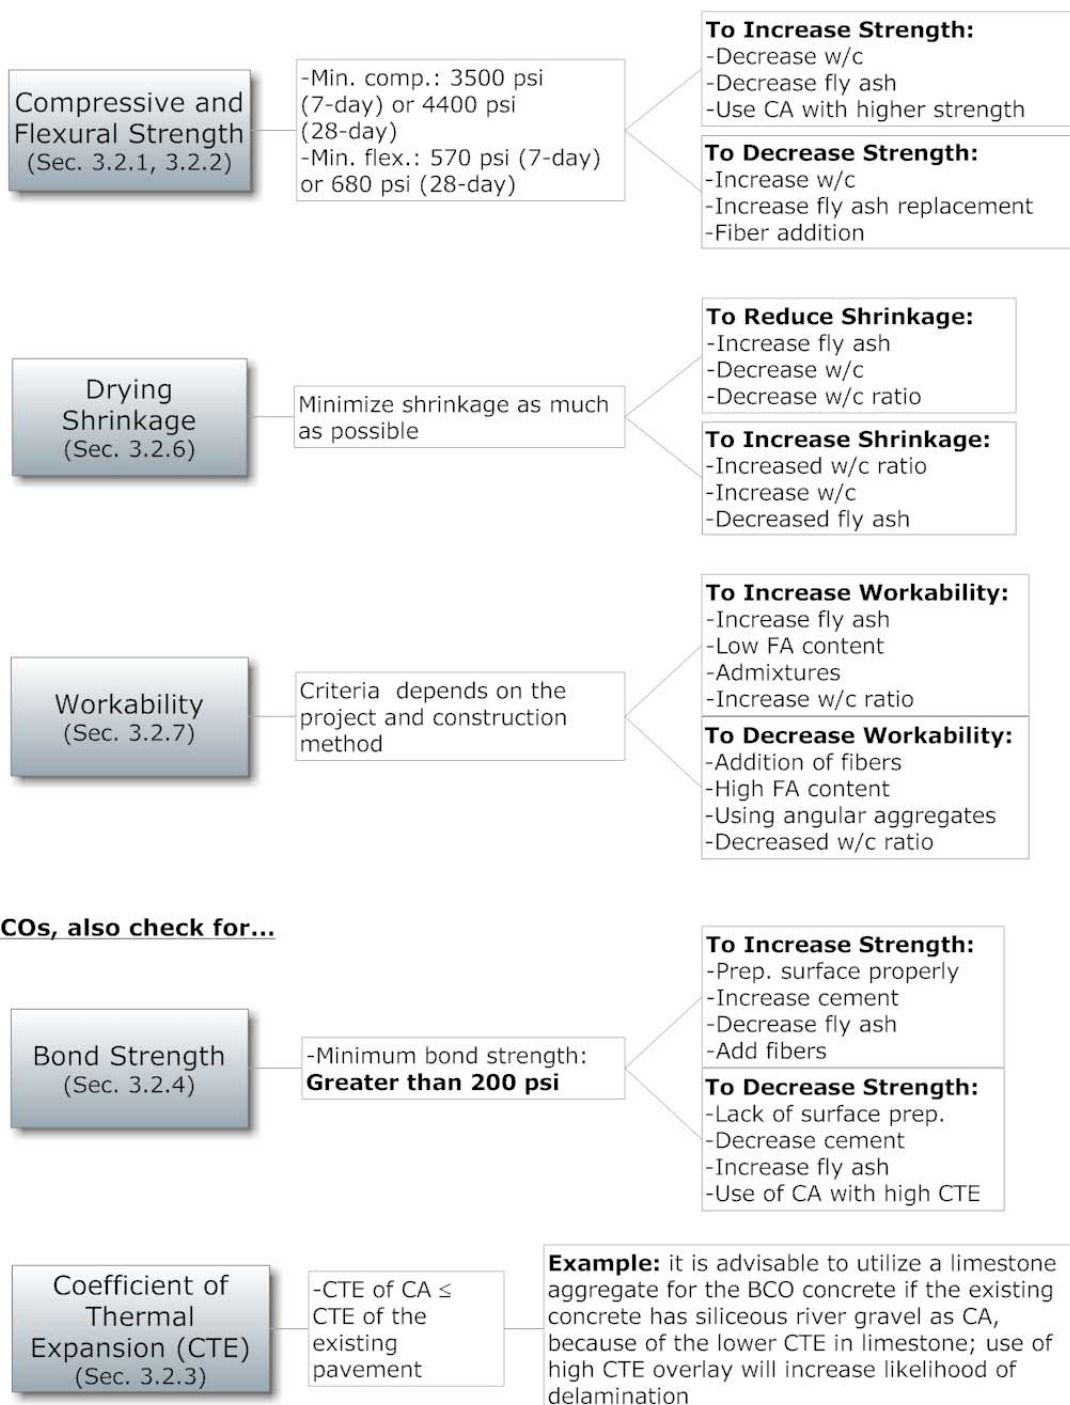 Compressive and
Flexural Strength
(Sec. 3.2.1, 3.2.2)
-Min. comp.: 3500 psi
(7-day) or 4400 psi
(28-day)
-Min. flex.: 570 psi (7-day)
or 680 psi (28-day)
To Increase Strength:
-Decrease w/c
-Decrease fly ash
-Use CA with higher strength
To Decrease Strength:
-Increase w/c
-Increase fly ash replacement
-Fiber addition
Drying
Shrinkage
(Sec. 3.2.6)
Minimize shrinkage as much
as possible
To Reduce Shrinkage:
-Increase fly ash
-Decrease w/c
-Decrease w/c ratio
To Increase Shrinkage:
-Increased w/c ratio
-Increase w/c
-Decreased fly ash
Workability
(Sec. 3.2.7)
Criteria depends on the
project and construction
method
To Increase Workability:
-Increase fly ash
-Low FA content
-Admixtures
-Increase w/c ratio
To Decrease Workability:
-Addition of fibers
-High FA content
-Using angular aggregates
-Decreased w/c ratio
COs, also check for...
Bond Strength
(Sec. 3.2.4)
-Minimum bond strength:
Greater than 200 psi
To Increase Strength:
-Prep. surface properly
-Increase cement
-Decrease fly ash
-Add fibers
To Decrease Strength:
-Lack of surface prep.
-Decrease cement
-Increase fly ash
-Use of CA with high CTE
Coefficient of
Thermal
Expansion (CTE)
(Sec. 3.2.3)
-CTE of CA ≤
CTE of the
existing
pavement
Example: it is advisable to utilize a limestone
aggregate for the BCO concrete if the existing
concrete has siliceous river gravel as CA,
because of the lower CTE in limestone; use of
high CTE overlay will increase likelihood of
delamination